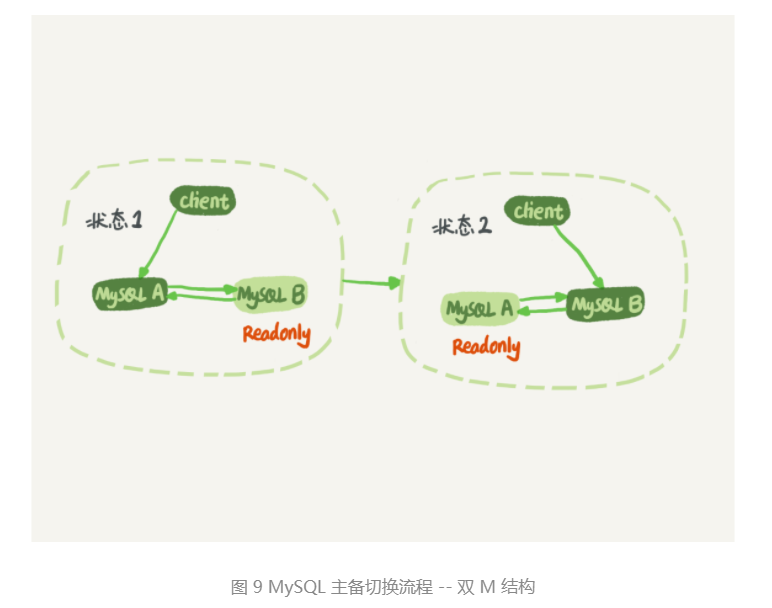 状态1
client
MySQL A
MySQL B
Readonly
状态2
client
MySQL A
MySQL B
Readonly
图 9 MySQL 主备切换流程 -- 双 M 结构